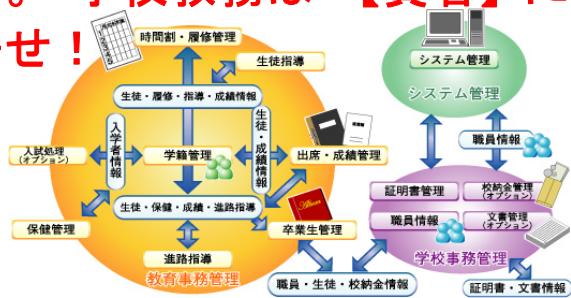 。学校教務は【賢者】に
せ！
時間割・履修管理
生徒指導
システム管理
システム管理
生徒・履修・指導・成績情報
職員情報
入学者情報
生徒・成績情報
入試処理
(オプション)
学籍管理
出席・成績管理
証明書管理
校納金管理
(オプション)
生徒・保健・成績・進路指導
職員情報
文書管理
(オプション)
保健管理
Album
卒業生管理
進路指導
学校事務管理
教育事務管理
職員・生徒・校納金情報
証明書・文書情報